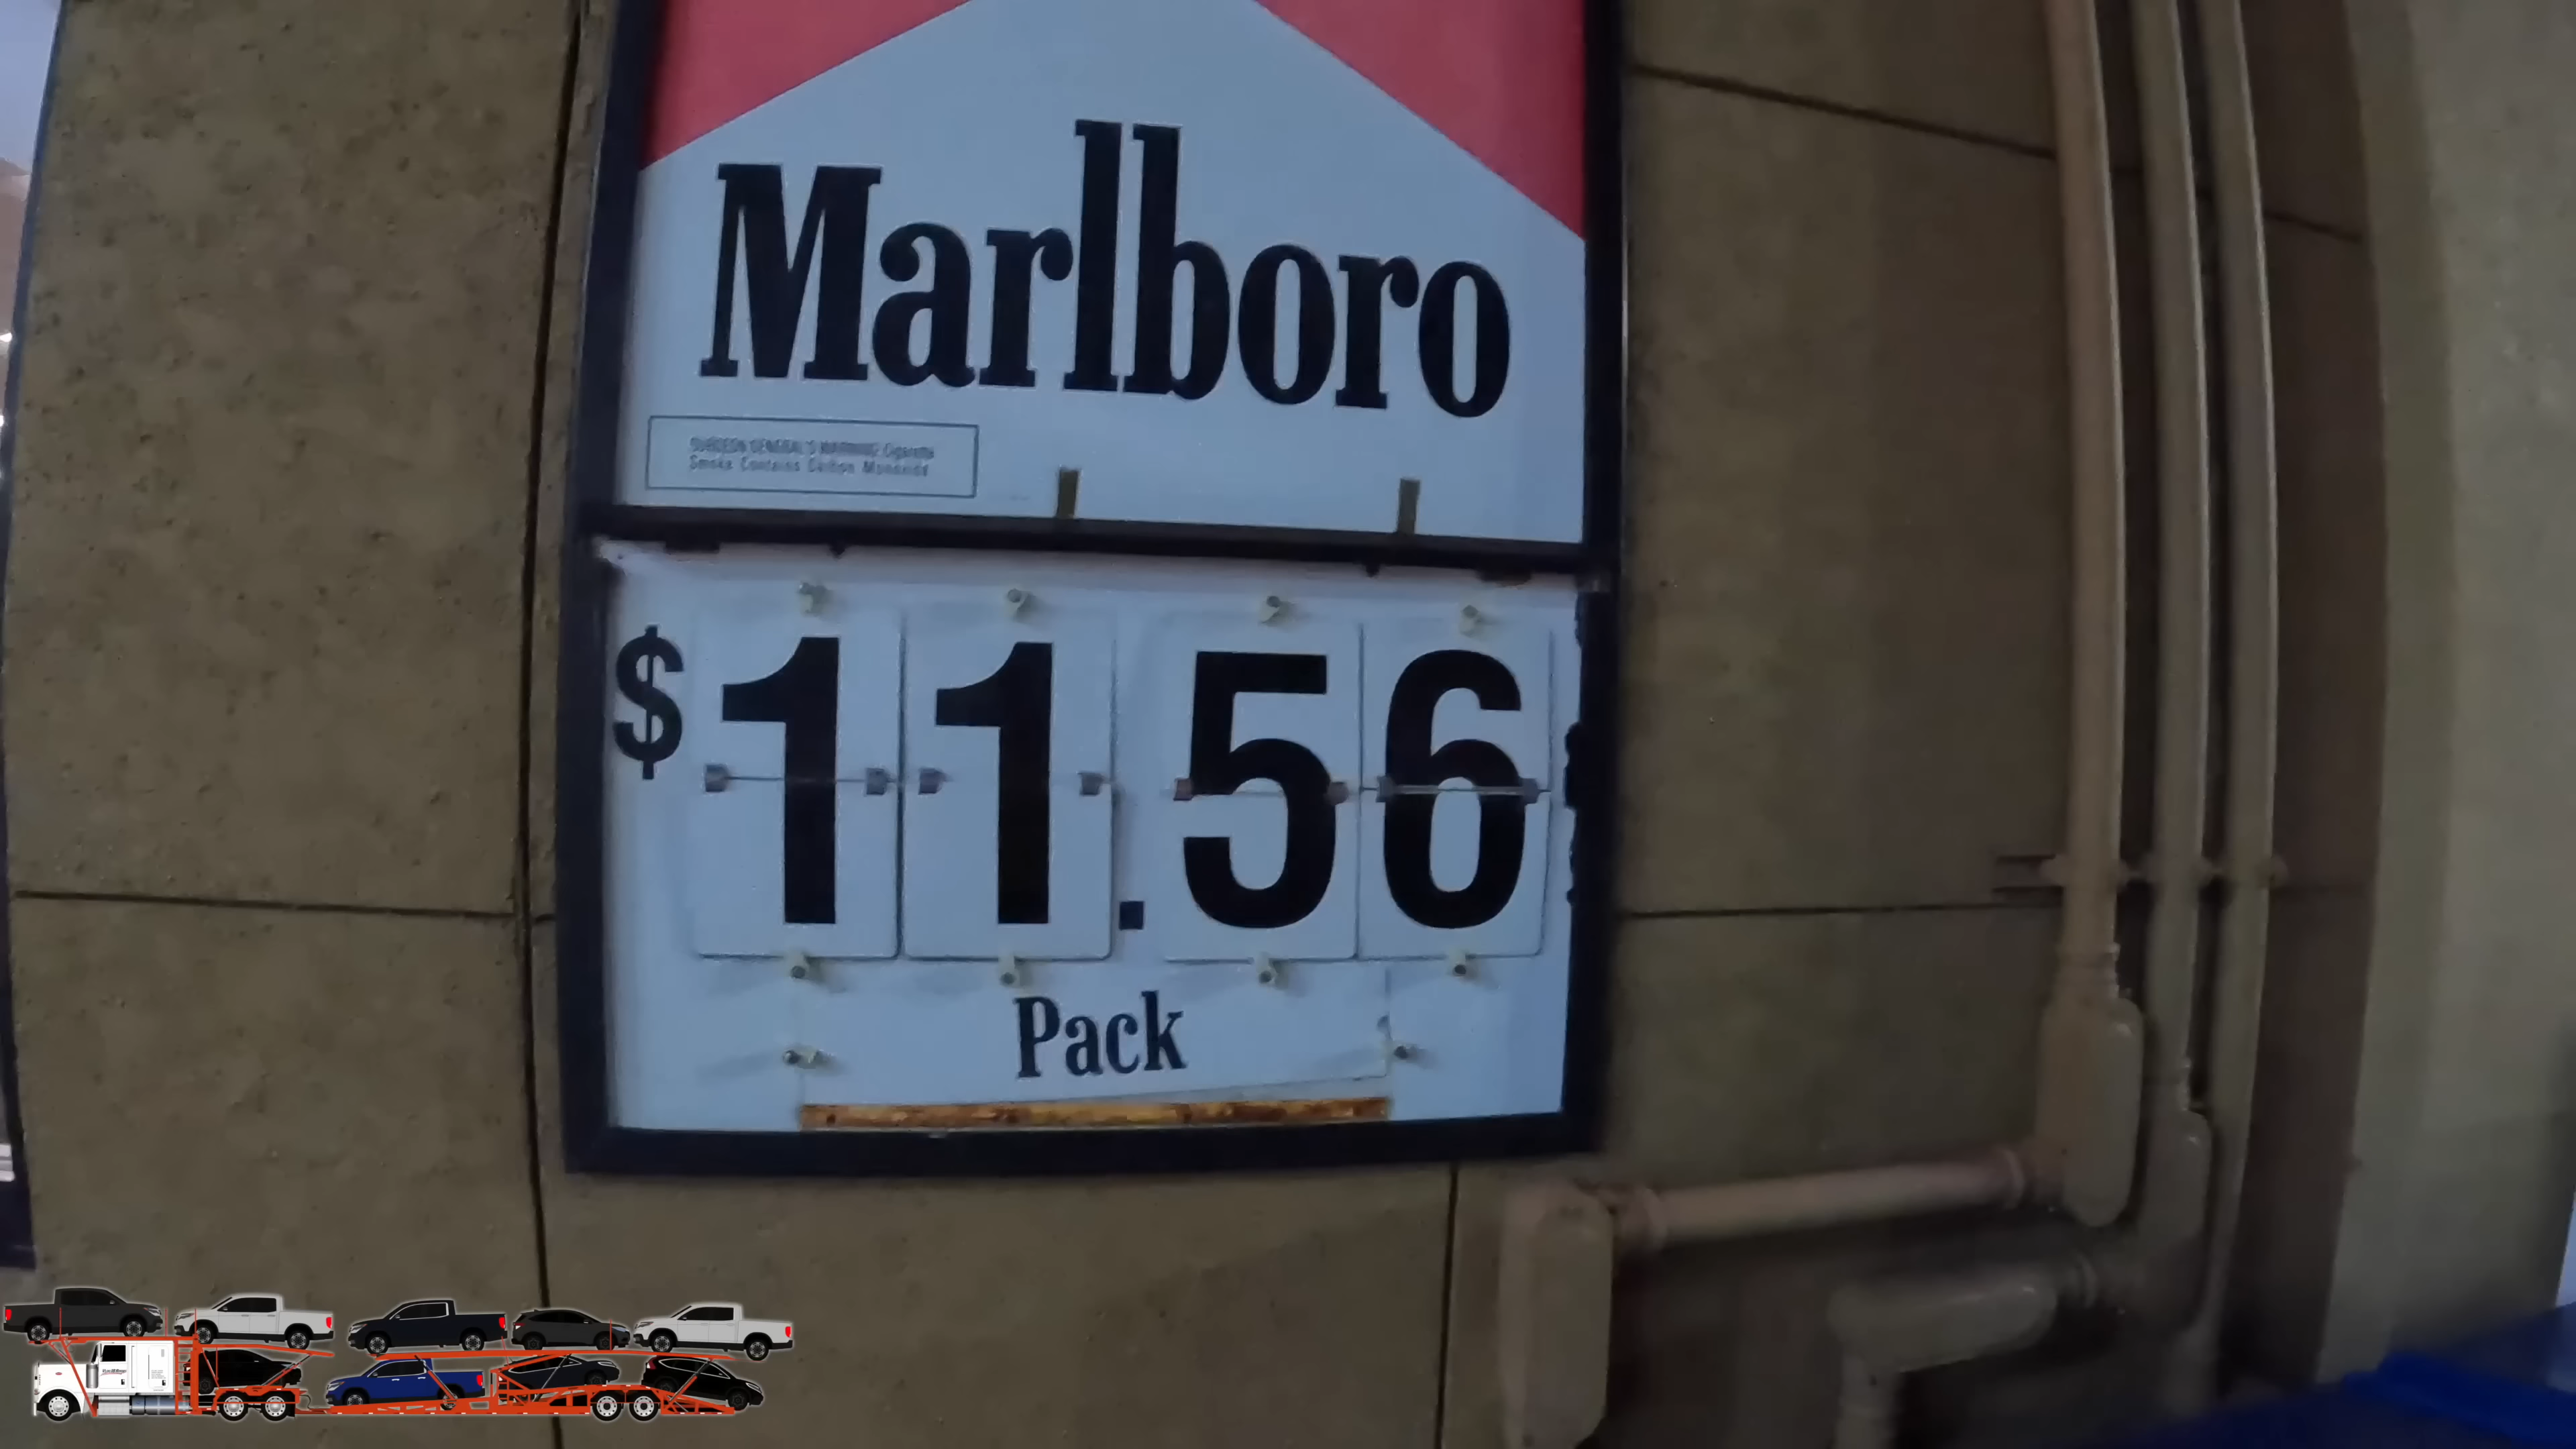 Marlboro
SURGEON GENERAL'S WARNING: Cigarette
Smoke Contains Carbon Monoxide
$11.56
Pack